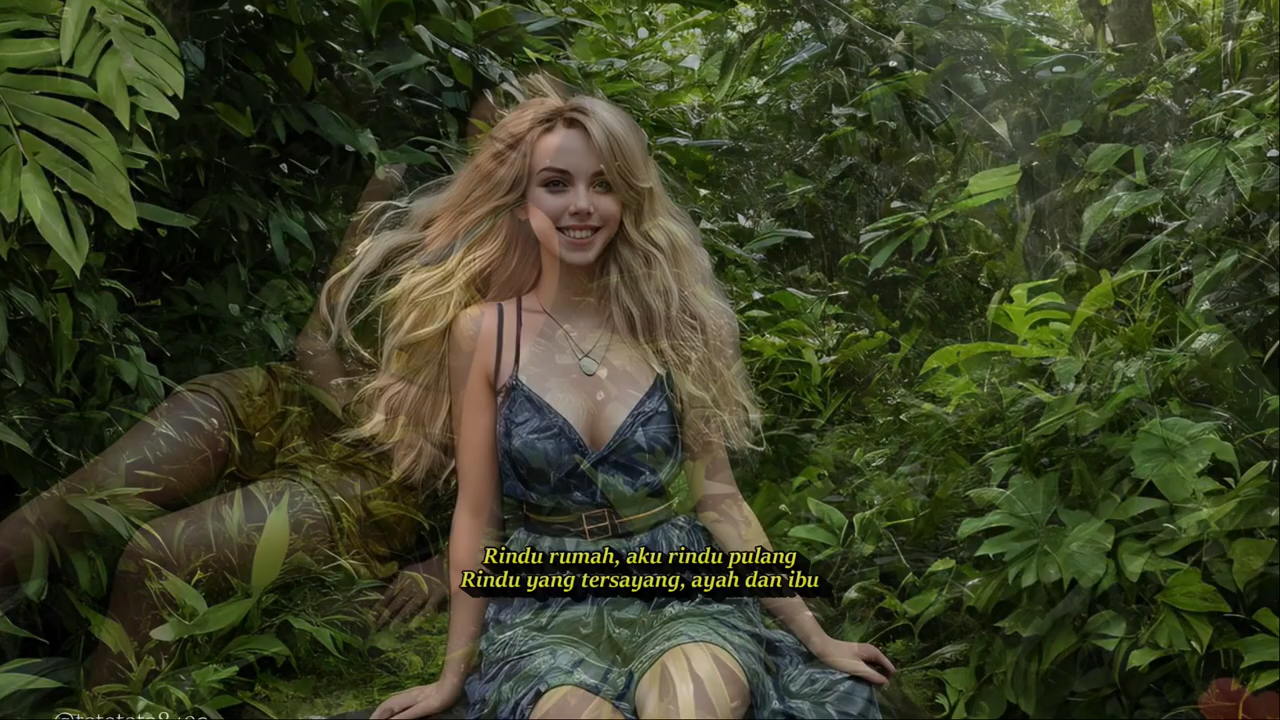 Rindu rumah, aku rindu pulang
Rindu yang tersayang, ayah dan ibu